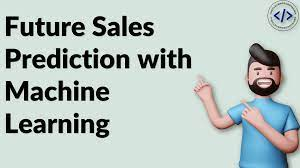 Future Sales
Prediction with
Machine
Learning
</>